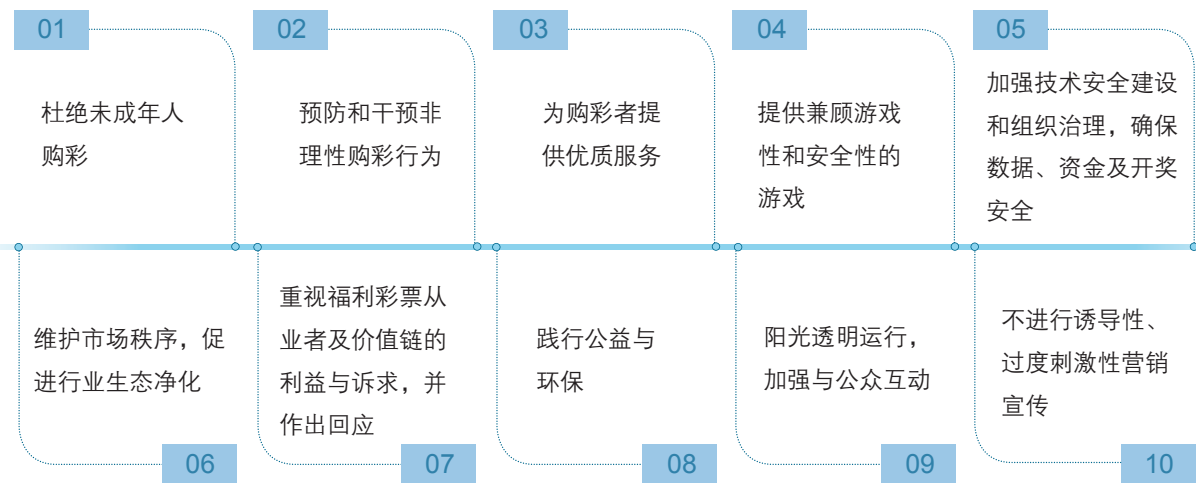 01
杜绝未成年人
购彩
02
预防和干预非
理性购彩行为
03
为购彩者提
供优质服务
04
提供兼顾游戏
性和安全性的
游戏
05
加强技术安全建设
和组织治理，确保
数据、资金及开奖
安全
维护市场秩序，促
进行业生态净化
06
重视福利彩票从
业者及价值链的
利益与诉求，并
作出回应
07
践行公益与
环保
08
阳光透明运行，
加强与公众互动
09
不进行诱导性、
过度刺激性营销
宣传
10